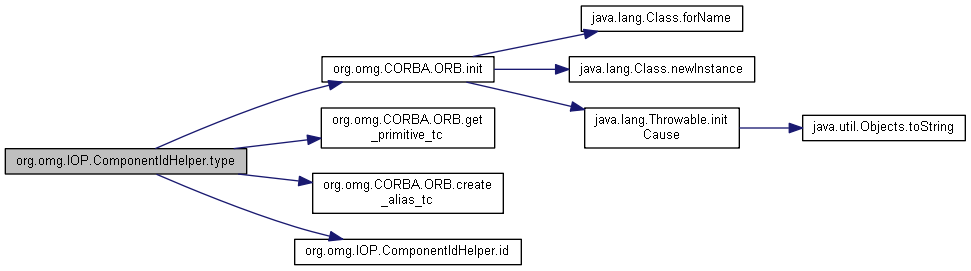 java.lang.Class.forName
org.omg.CORBA.ORB.init
java.lang.Class.newInstance
org.omg.CORBA.ORB.get
_primitive_tc
java.lang.Throwable.init
Cause
java.util.Objects.toString
org.omg.IOP.ComponentIdHelper.type
org.omg.CORBA.ORB.create
_alias_tc
org.omg.IOP.ComponentIdHelper.id